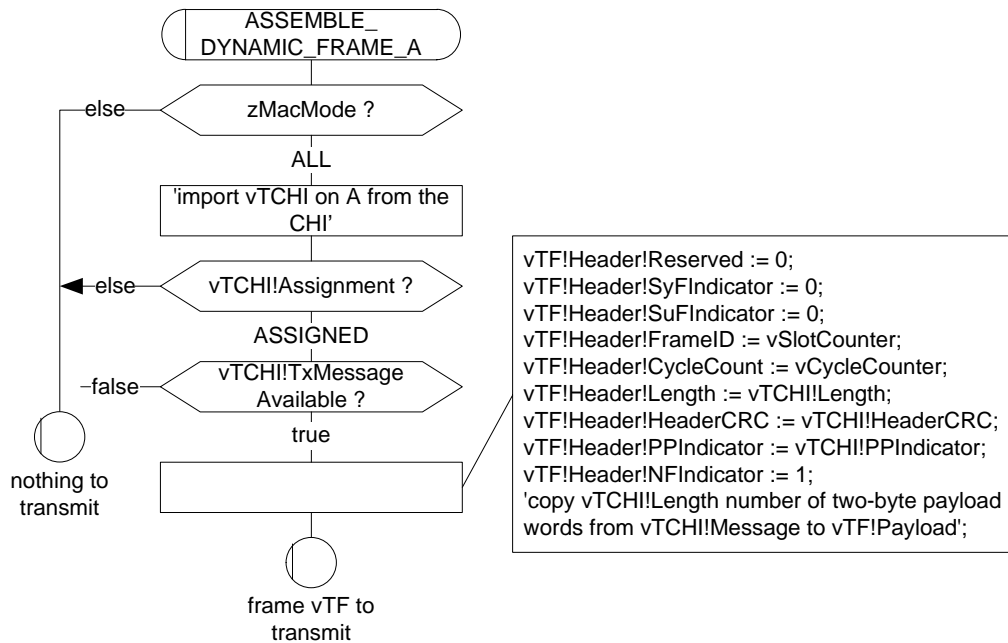 ASSEMBLE_
DYNAMIC_FRAME_A
else
zMacMode ?
ALL
'import vTCHI on A from the
CHI'
else
vTCHI!Assignment ?
ASSIGNED
false
vTCHI!TxMessage
Available ?
true
nothing to
transmit
frame vTF to
transmit
vTF!Header!Reserved := 0;
vTF!Header!SyFIndicator := 0;
vTF!Header!SuFIndicator := 0;
vTF!Header!FrameID := vSlotCounter;
vTF!Header!CycleCount := vCycleCounter;
vTF!Header!Length := vTCHI!Length;
vTF!Header!HeaderCRC := vTCHI!HeaderCRC;
vTF!Header!PPIndicator := vTCHI!PPIndicator;
vTF!Header!NFIndicator := 1;
'copy vTCHI!Length number of two-byte payload
words from vTCHI!Message to vTF!Payload';